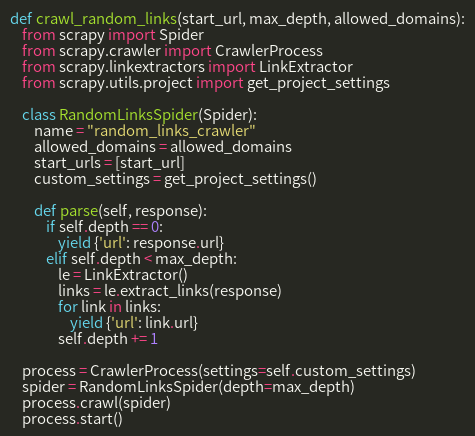 def crawl_random_links(start_url, max_depth, allowed_domains):
    from scrapy import Spider
    from scrapy.crawler import CrawlerProcess
    from scrapy.linkextractors import LinkExtractor
    from scrapy.utils.project import get_project_settings

    class RandomLinksSpider(Spider):
        name = "random_links_crawler"
        allowed_domains = allowed_domains
        start_urls = [start_url]
        custom_settings = get_project_settings()

        def parse(self, response):
            if self.depth == 0:
                yield {'url': response.url}
            elif self.depth < max_depth:
                le = LinkExtractor()
                links = le.extract_links(response)
                for link in links:
                    yield {'url': link.url}
                self.depth += 1

    process = CrawlerProcess(settings=self.custom_settings)
    spider = RandomLinksSpider(depth=max_depth)
    process.crawl(spider)
    process.start()